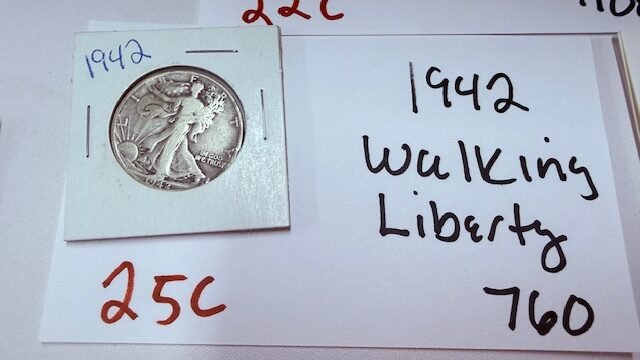 22C
1942
LIBERTY
IN GOD
WE TRUST
1942
1942
Walking
Liberty
25C
760